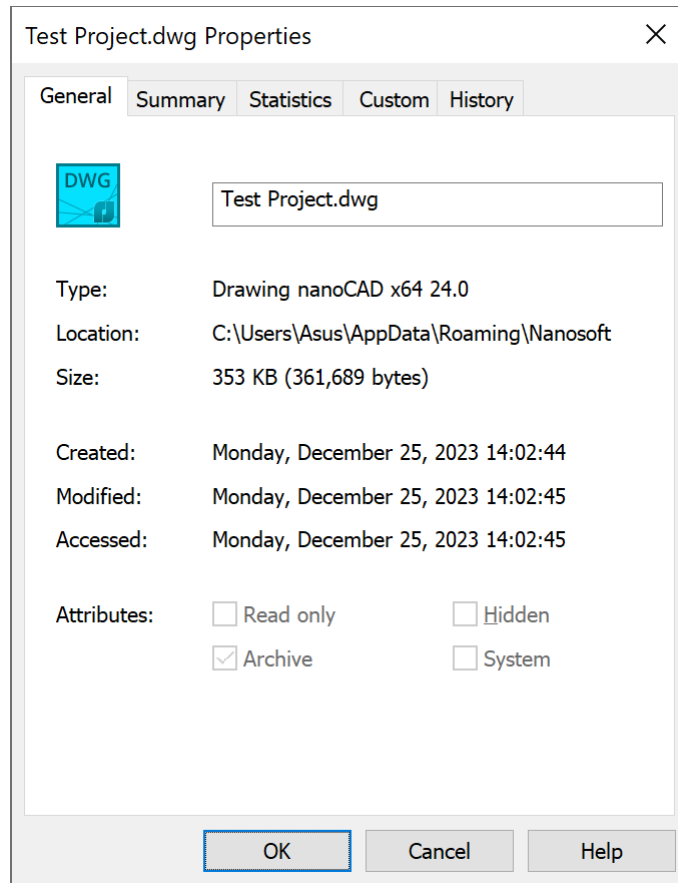 Test Project.dwg Properties
General Summary Statistics Custom History
DWG
Test Project.dwg
Type: Drawing nanoCAD x64 24.0
Location: C:\Users\Asus\AppData\Roaming\Nanosoft
Size: 353 KB (361,689 bytes)
Created: Monday, December 25, 2023 14:02:44
Modified: Monday, December 25, 2023 14:02:45
Accessed: Monday, December 25, 2023 14:02:45
Attributes: Read only Hidden
Archive System
OK Cancel Help